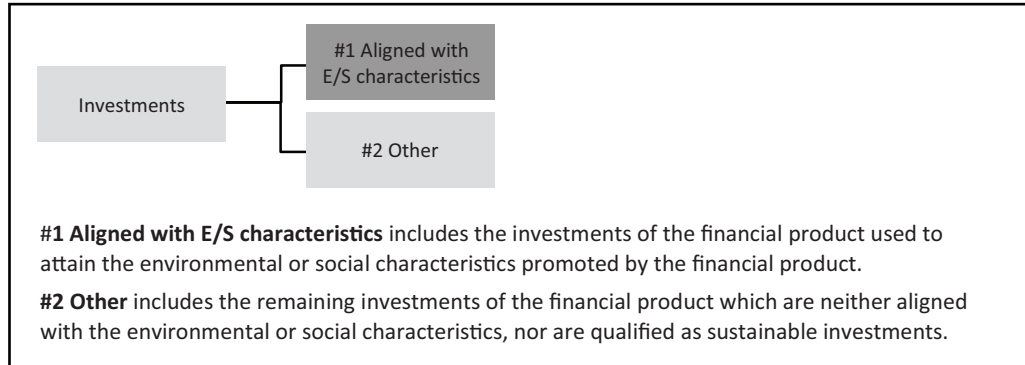 #1 Aligned with
E/S characteristics
Investments
#2 Other
#1 Aligned with E/S characteristics includes the investments of the financial product used to
attain the environmental or social characteristics promoted by the financial product.
#2 Other includes the remaining investments of the financial product which are neither aligned
with the environmental or social characteristics, nor are qualified as sustainable investments.